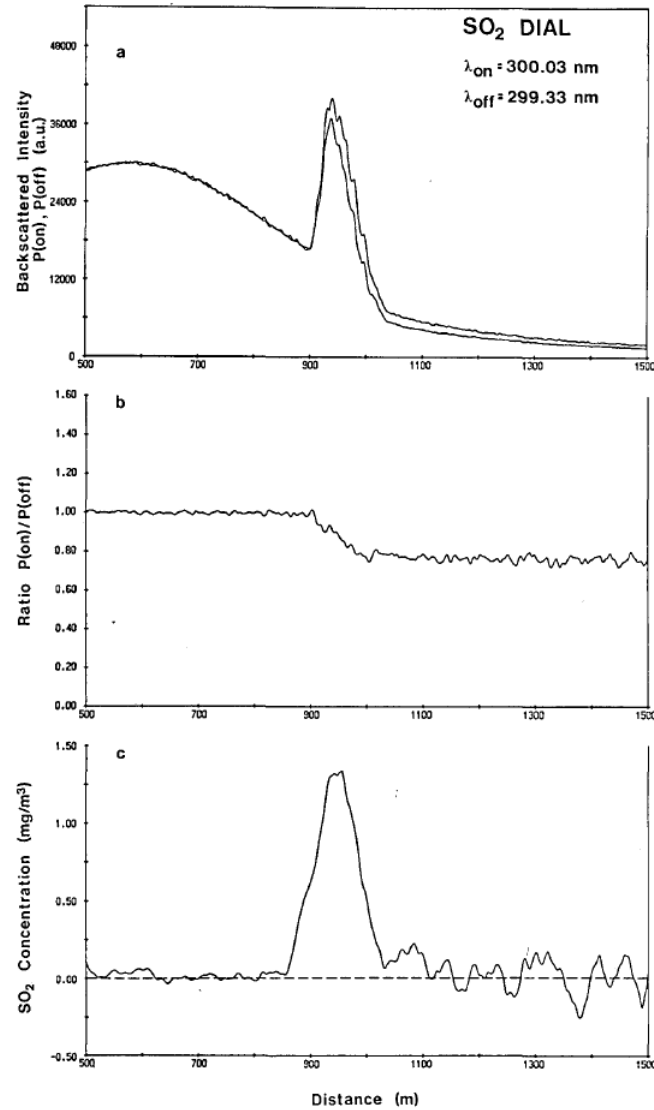 SO2 DIAL
λon = 300.03 nm
λoff = 299.33 nm
a
Backscattered Intensity
P(on), P(off) (a.u.)
48000
36000
24000
12000
0
500 700 900 1100 1300 1500
b
Ratio P(on)/P(off)
1.60
1.40
1.20
1.00
0.80
0.60
0.40
0.20
0.00
500 700 900 1100 1300 1500
c
SO2 Concentration (mg/m³)
1.50
1.00
0.50
0.00
-0.50
500 700 900 1100 1300 1500
Distance (m)